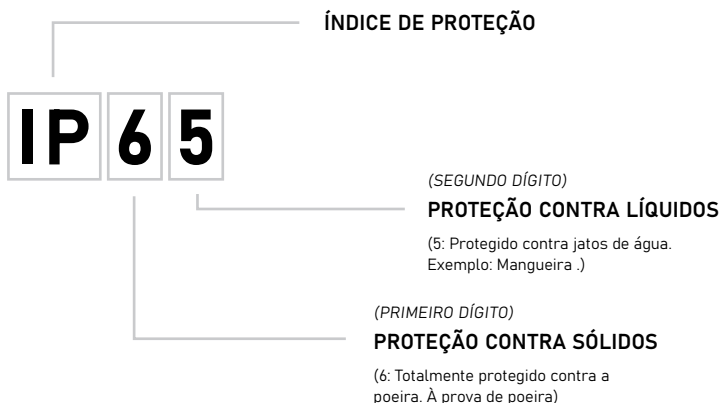 ÍNDICE DE PROTEÇÃO
IP 6 5
(SEGUNDO DÍGITO)
PROTEÇÃO CONTRA LÍQUIDOS
(5: Protegido contra jatos de água.
Exemplo: Mangueira .)
(PRIMEIRO DÍGITO)
PROTEÇÃO CONTRA SÓLIDOS
(6: Totalmente protegido contra a
poeira. À prova de poeira)